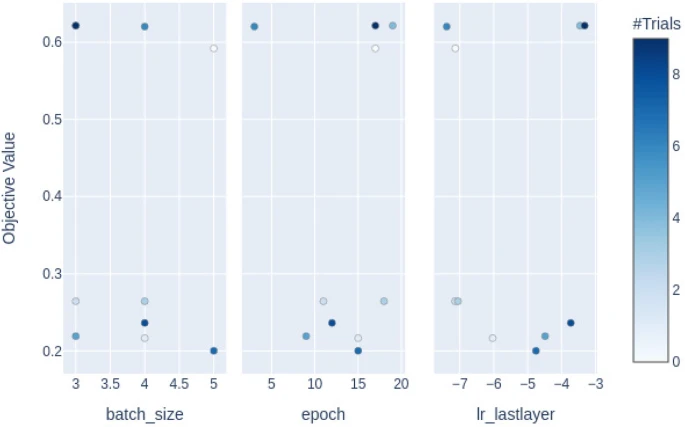 #Trials
Objective Value
0.6
0.5
0.4
0.3
0.2
3 3.5 4 4.5 5
5 10 15 20
−7 −6 −5 −4 −3
batch_size
epoch
lr_lastlayer
8
6
4
2
0